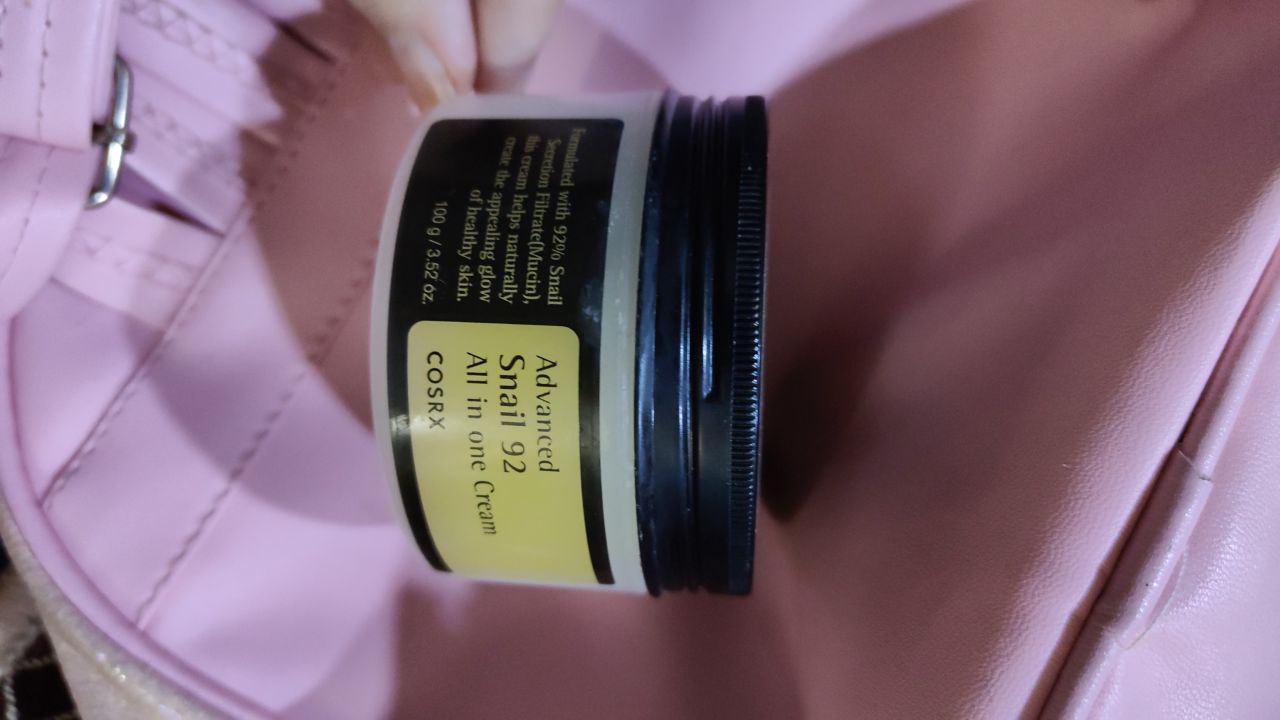 Formulated with 92% Snail
Secretion Filtrate(Mucin),
this cream helps naturally
create the appealing glow
of healthy skin.
100 g / 3.52 oz.
Advanced
Snail 92
All in one Cream
COSRX